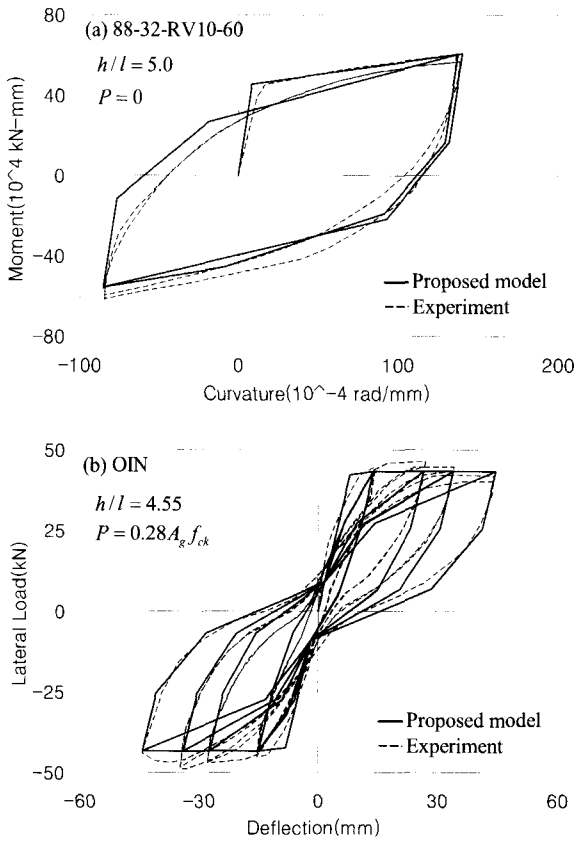 (a) 88-32-RV10-60
h/l = 5.0
P = 0
80
40
0
−40
−80
Moment(10^4 kN-mm)
Proposed model
Experiment
−100 0 100 200
Curvature(10^-4 rad/mm)
(b) OIN
h/l = 4.55
P = 0.28A_g f_ck
50
25
0
−25
−50
Lateral Load(kN)
Proposed model
Experiment
−60 −30 0 30 60
Deflection(mm)